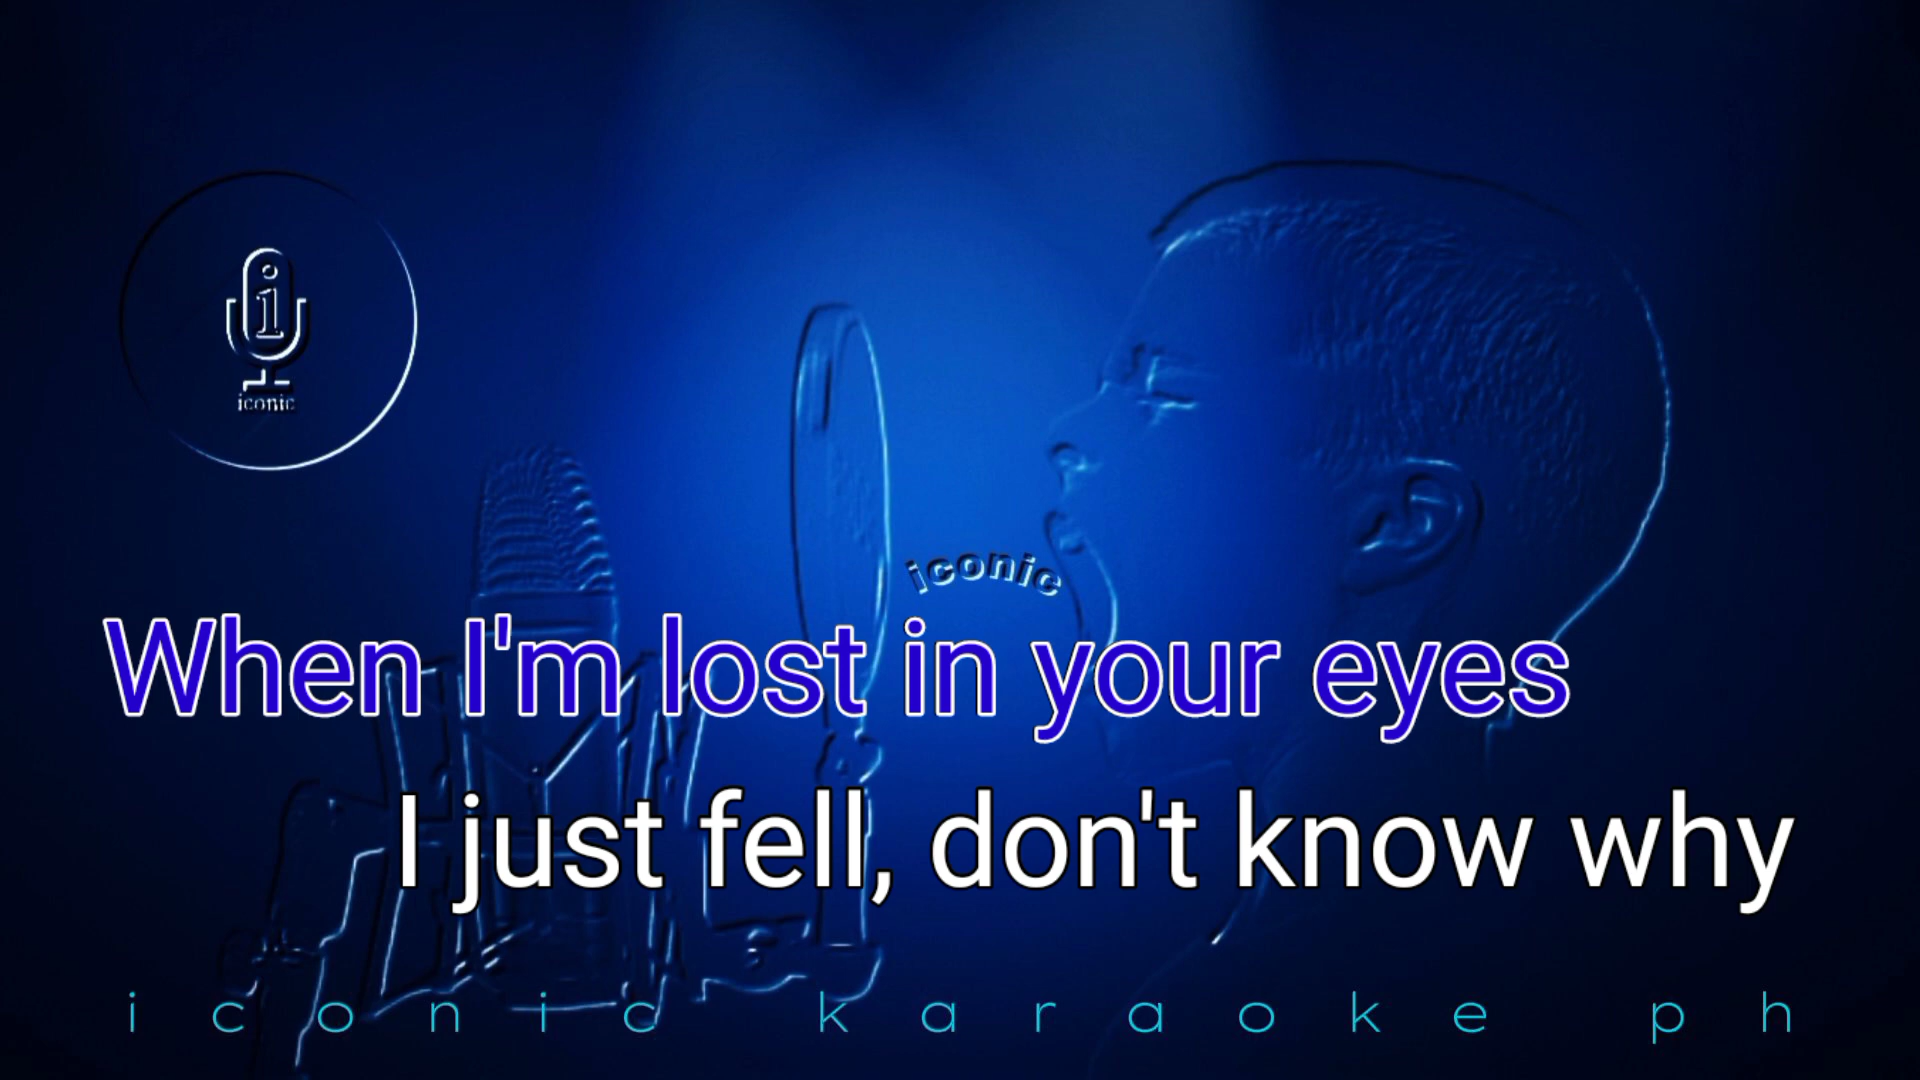 i
iconic
iconic
When I'm lost in your eyes
I just fell, don't know why
iconic karaoke ph